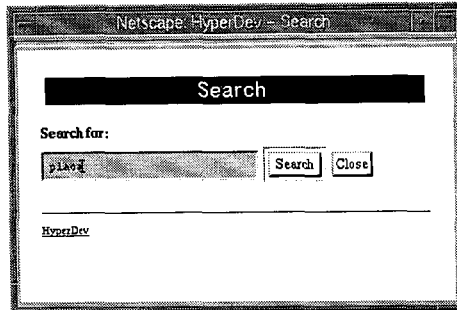 Netscape: HyperDev – Search
Search
Search for:
place Search Close
HyperDev